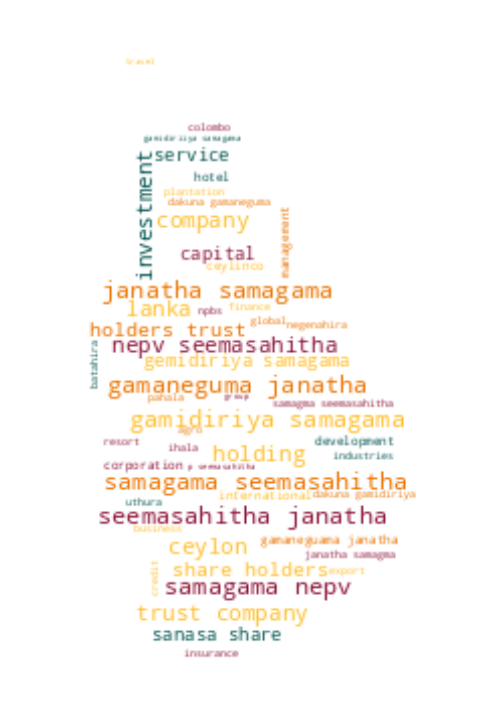 travel
colombo
gamidiriiya samagama
service
investment
hotel
plantation
dakuna gamaneguma
company
management
capital
ceylinco
janatha samagama
lanka
npbs
finance
holders trust
global
negenahira
nepv seemasahitha
batahira
gemidiriya samagama
gamaneguma janatha
pahala
group
samagma seemasahitha
gamidiriya samagama
agro
resort
ihala
development
holding
industries
corporation
p seemasahitha
samagama seemasahitha
international
dakuna gamidiriya
uthura
seemasahitha janatha
business
gamaneguama janatha
ceylon
janatha samagma
credit
share holders
export
samagama nepv
trust company
sanasa share
insurance